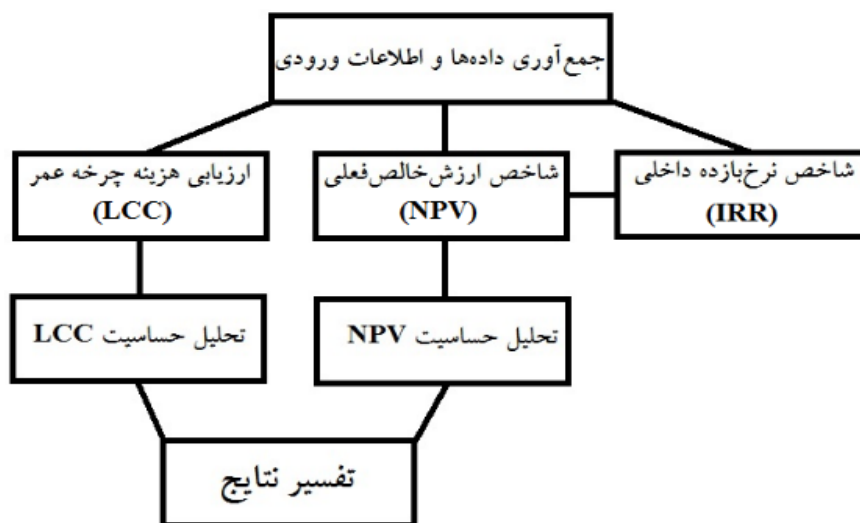 جمع‌آوری داده‌ها و اطلاعات ورودی
ارزیابی هزینه چرخه عمر
(LCC)
شاخص ارزش‌خالص‌فعلی
(NPV)
شاخص نرخ‌بازده داخلی
(IRR)
تحلیل حساسیت LCC
تحلیل حساسیت NPV
تفسیر نتایج